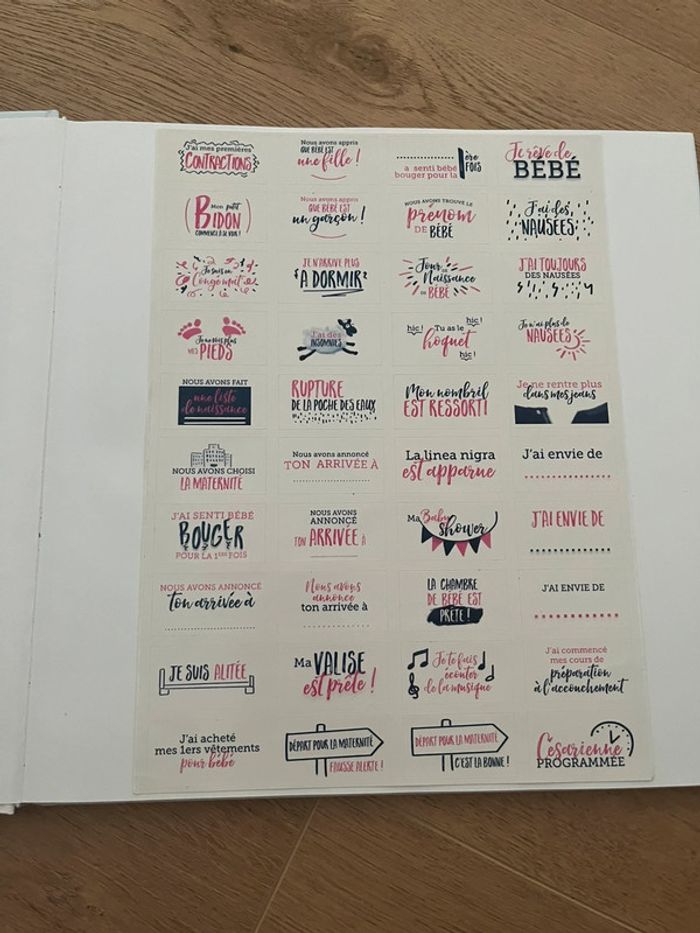 J'ai mes premières
CONTRACTIONS
Nous avons appris
QUE BÉBÉ EST
une fille !
.................. 1ère
FOIS
a senti bébé
bouger pour la
Je rêve de
BÉBÉ
Mon petit
BIDON
COMMENCE À SE VOIR !
Nous avons appris
QUE BÉBÉ EST
un garçon !
NOUS AVONS TROUVÉ LE
prénom
DE BÉBÉ
J'ai des
NAUSÉES
Je suis en
Congé mat'
JE N'ARRIVE PLUS
À DORMIR
Jour de
Naissance
DE BÉBÉ
J'AI TOUJOURS
DES NAUSÉES
Je ne vois plus
MES PIEDS
J'ai des
INSOMNIES
hic!
Tu as le
hic!
hoquet
hic!
Je n'ai plus de
NAUSÉES
NOUS AVONS FAIT
une liste
de naissance
RUPTURE
DE LA POCHE DES EAUX
Mon nombril
EST RESSORTI
Je ne rentre plus
dans mes jeans
NOUS AVONS CHOISI
LA MATERNITÉ
Nous avons annoncé
TON ARRIVÉE À
..................
La linea nigra
est apparue
J'ai envie de
..................
J'AI SENTI BÉBÉ
BOUGER
POUR LA 1ÈRE FOIS
NOUS AVONS
ANNONCÉ
TON ARRIVÉE À
..................
Ma Baby
shower
J'AI ENVIE DE
..................
NOUS AVONS ANNONCÉ
ton arrivée à
..................
Nous avons
annoncé
ton arrivée à
..................
LA CHAMBRE
DE BÉBÉ EST
PRÊTE !
J'AI ENVIE DE
..................
JE SUIS ALITÉE
Ma VALISE
est prête !
Je te fais
écouter
de la musique
J'ai commencé
mes cours de
préparation
à l'accouchement
J'ai acheté
mes 1ers vêtements
pour bébé
DÉPART POUR LA MATERNITÉ
FAUSSE ALERTE !
DÉPART POUR LA MATERNITÉ
C'EST LA BONNE !
Césarienne
PROGRAMMÉE